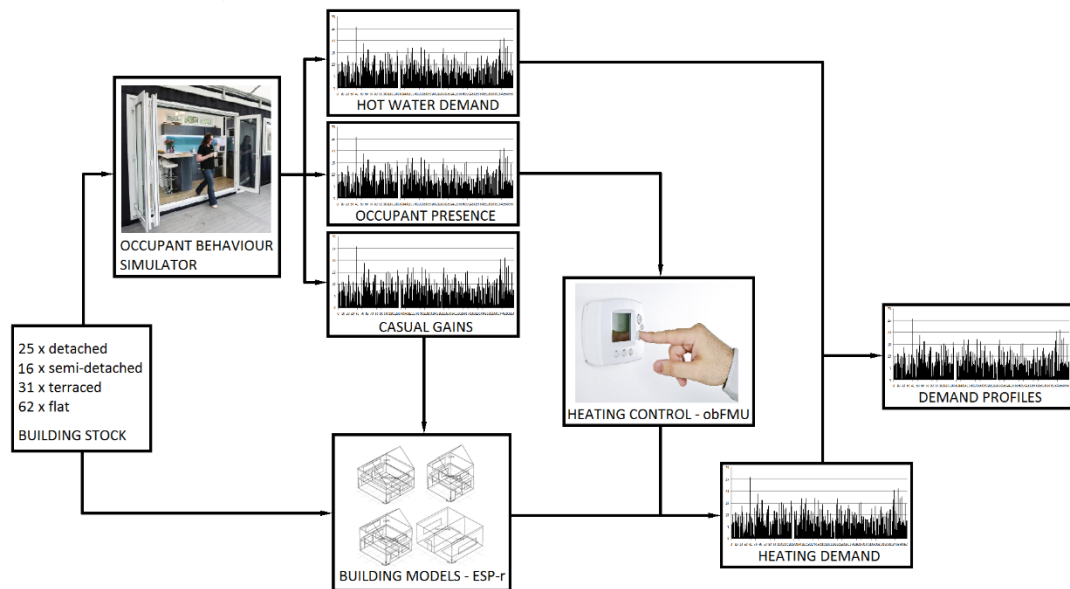 HOT WATER DEMAND
OCCUPANT PRESENCE
OCCUPANT BEHAVIOUR
SIMULATOR
CASUAL GAINS
25 x detached
16 x semi-detached
31 x terraced
62 x flat
BUILDING STOCK
HEATING CONTROL - obFMU
DEMAND PROFILES
BUILDING MODELS - ESP-r
HEATING DEMAND